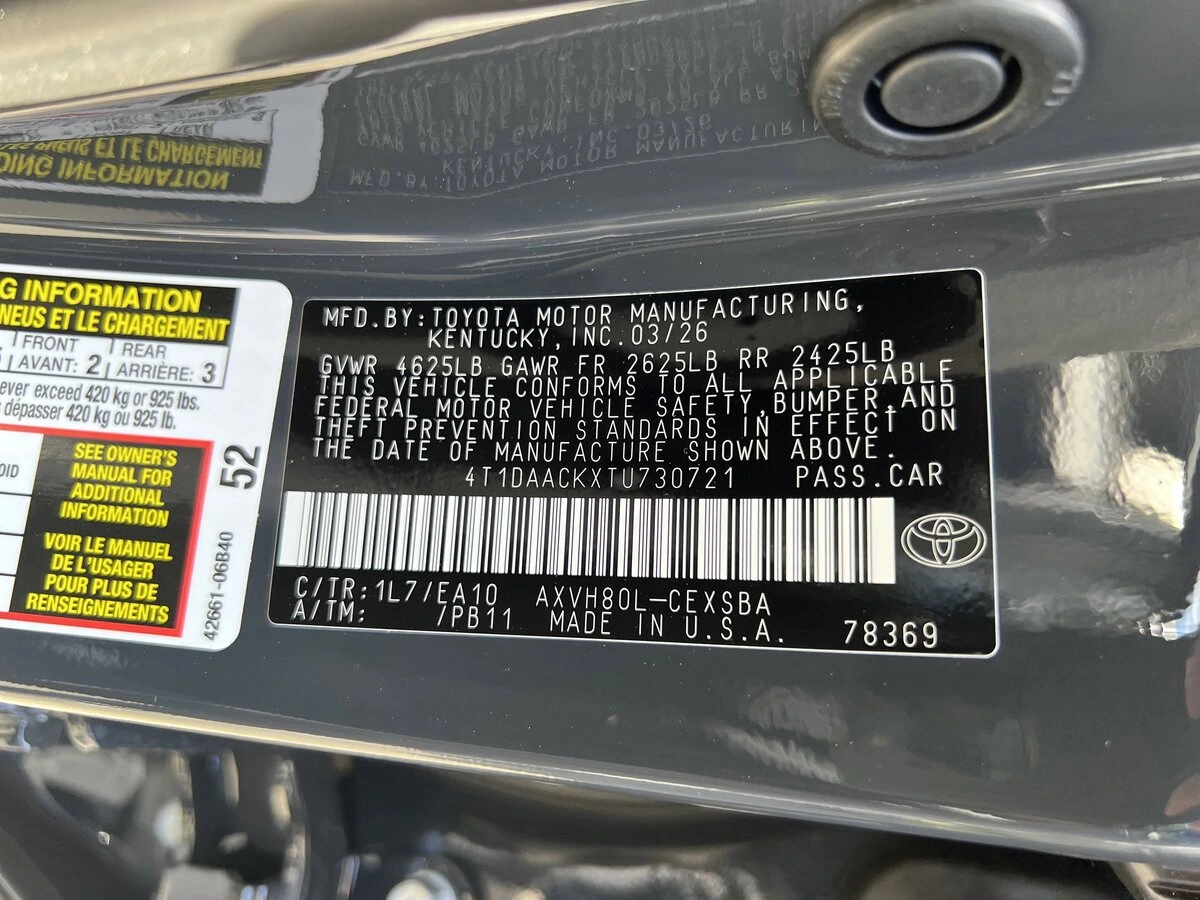 G INFORMATION
NEUS ET LE CHARGEMENT
FRONT | REAR
AVANT: 2 | ARRIÈRE: 3
ever exceed 420 kg or 925 lbs.
dépasser 420 kg ou 925 lb.
OID
SEE OWNER'S
MANUAL FOR
ADDITIONAL
INFORMATION
VOIR LE MANUEL
DE L'USAGER
POUR PLUS DE
RENSEIGNEMENTS
52
42661-06B40
MFD.BY:TOYOTA MOTOR MANUFACTURING,
KENTUCKY,INC.03/26
GVWR 4625LB GAWR FR 2625LB RR 2425LB
THIS VEHICLE CONFORMS TO ALL APPLICABLE
FEDERAL MOTOR VEHICLE SAFETY,BUMPER,AND
THEFT PREVENTION STANDARDS IN EFFECT ON
THE DATE OF MANUFACTURE SHOWN ABOVE.
4T1DAACKXTU730721 PASS.CAR
C/TR:1L7/EA10 AXVH80L-CEXSBA
A/TM: /PB11 MADE IN U.S.A. 78369